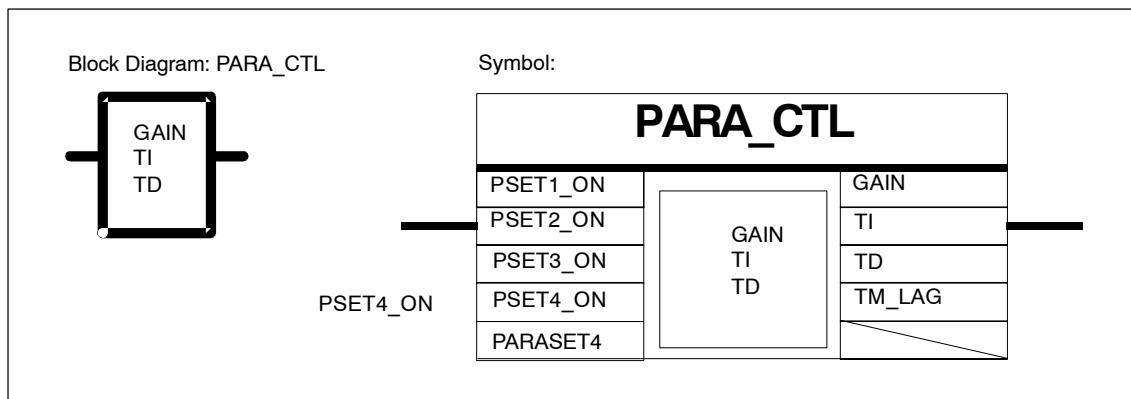 Block Diagram: PARA_CTL
GAIN
TI
TD
Symbol:
PARA_CTL
PSET1_ON
GAIN
PSET2_ON
TI
PSET3_ON
TD
PSET4_ON
PSET4_ON
TM_LAG
PARASET4
GAIN
TI
TD